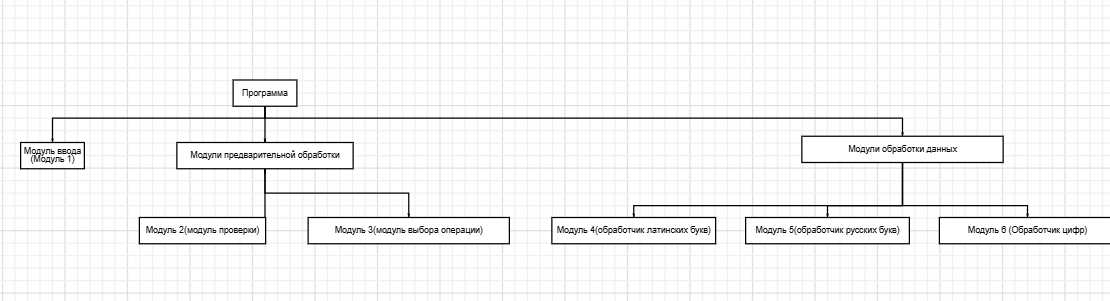 Программа
Модуль ввода
(Модуль 1)
Модули предварительной обработки
Модули обработки данных
Модуль 2(модуль проверки)
Модуль 3(модуль выбора операции)
Модуль 4(обработчик латинских букв)
Модуль 5(обработчик русских букв)
Модуль 6 (Обработчик цифр)